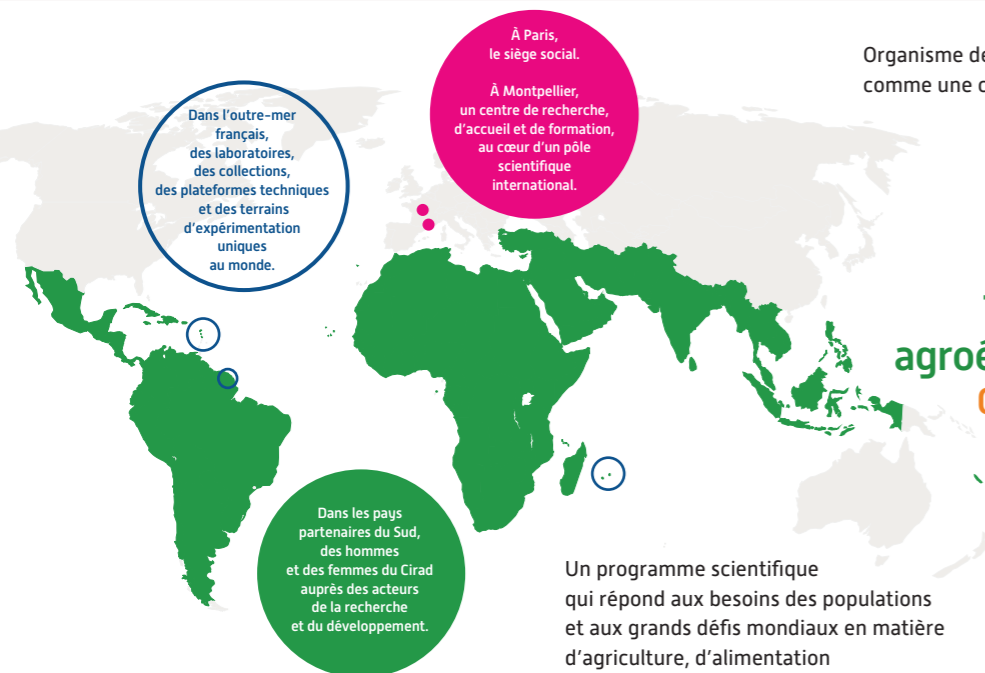 À Paris,
le siège social.
À Montpellier,
un centre de recherche,
d'accueil et de formation,
au cœur d'un pôle
scientifique
international.
Organisme de
comme une
Dans l'outre-mer
français,
des laboratoires,
des collections,
des plateformes techniques
et des terrains
d'expérimentation
uniques
au monde.
Dans les pays
partenaires du Sud,
des hommes
et des femmes du Cirad
auprès des acteurs
de la recherche
et du développement.
Un programme scientifique
qui répond aux besoins des populations
et aux grands défis mondiaux en matière
d'agriculture, d'alimentation